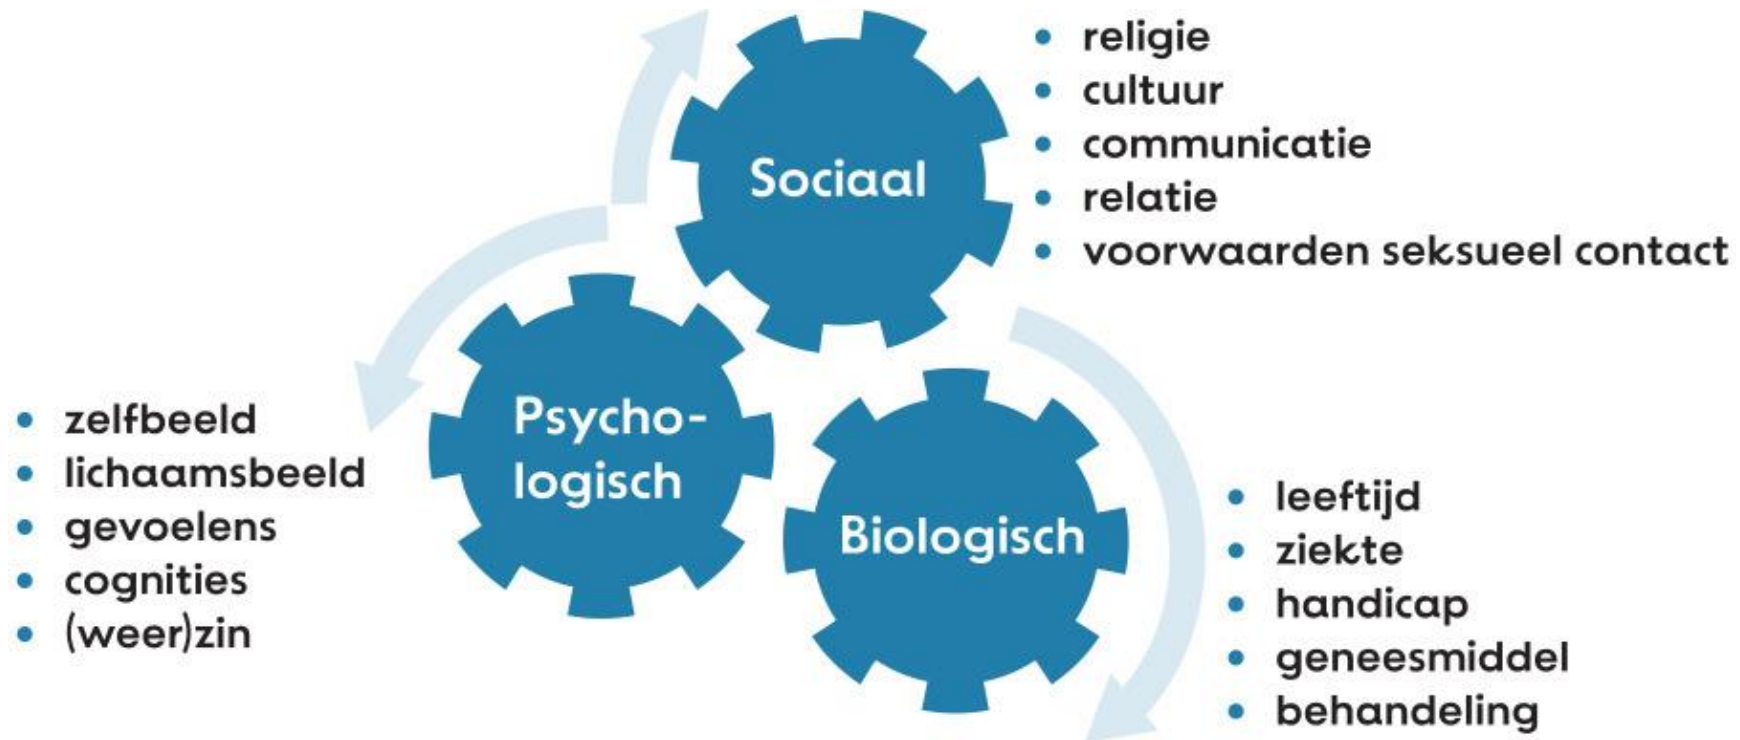 Sociaal
religie
cultuur
communicatie
relatie
voorwaarden seksueel contact
Psycho-
logisch
zelfbeeld
lichaamsbeeld
gevoelens
cognities
(weer)zin
Biologisch
leeftijd
ziekte
handicap
geneesmiddel
behandeling